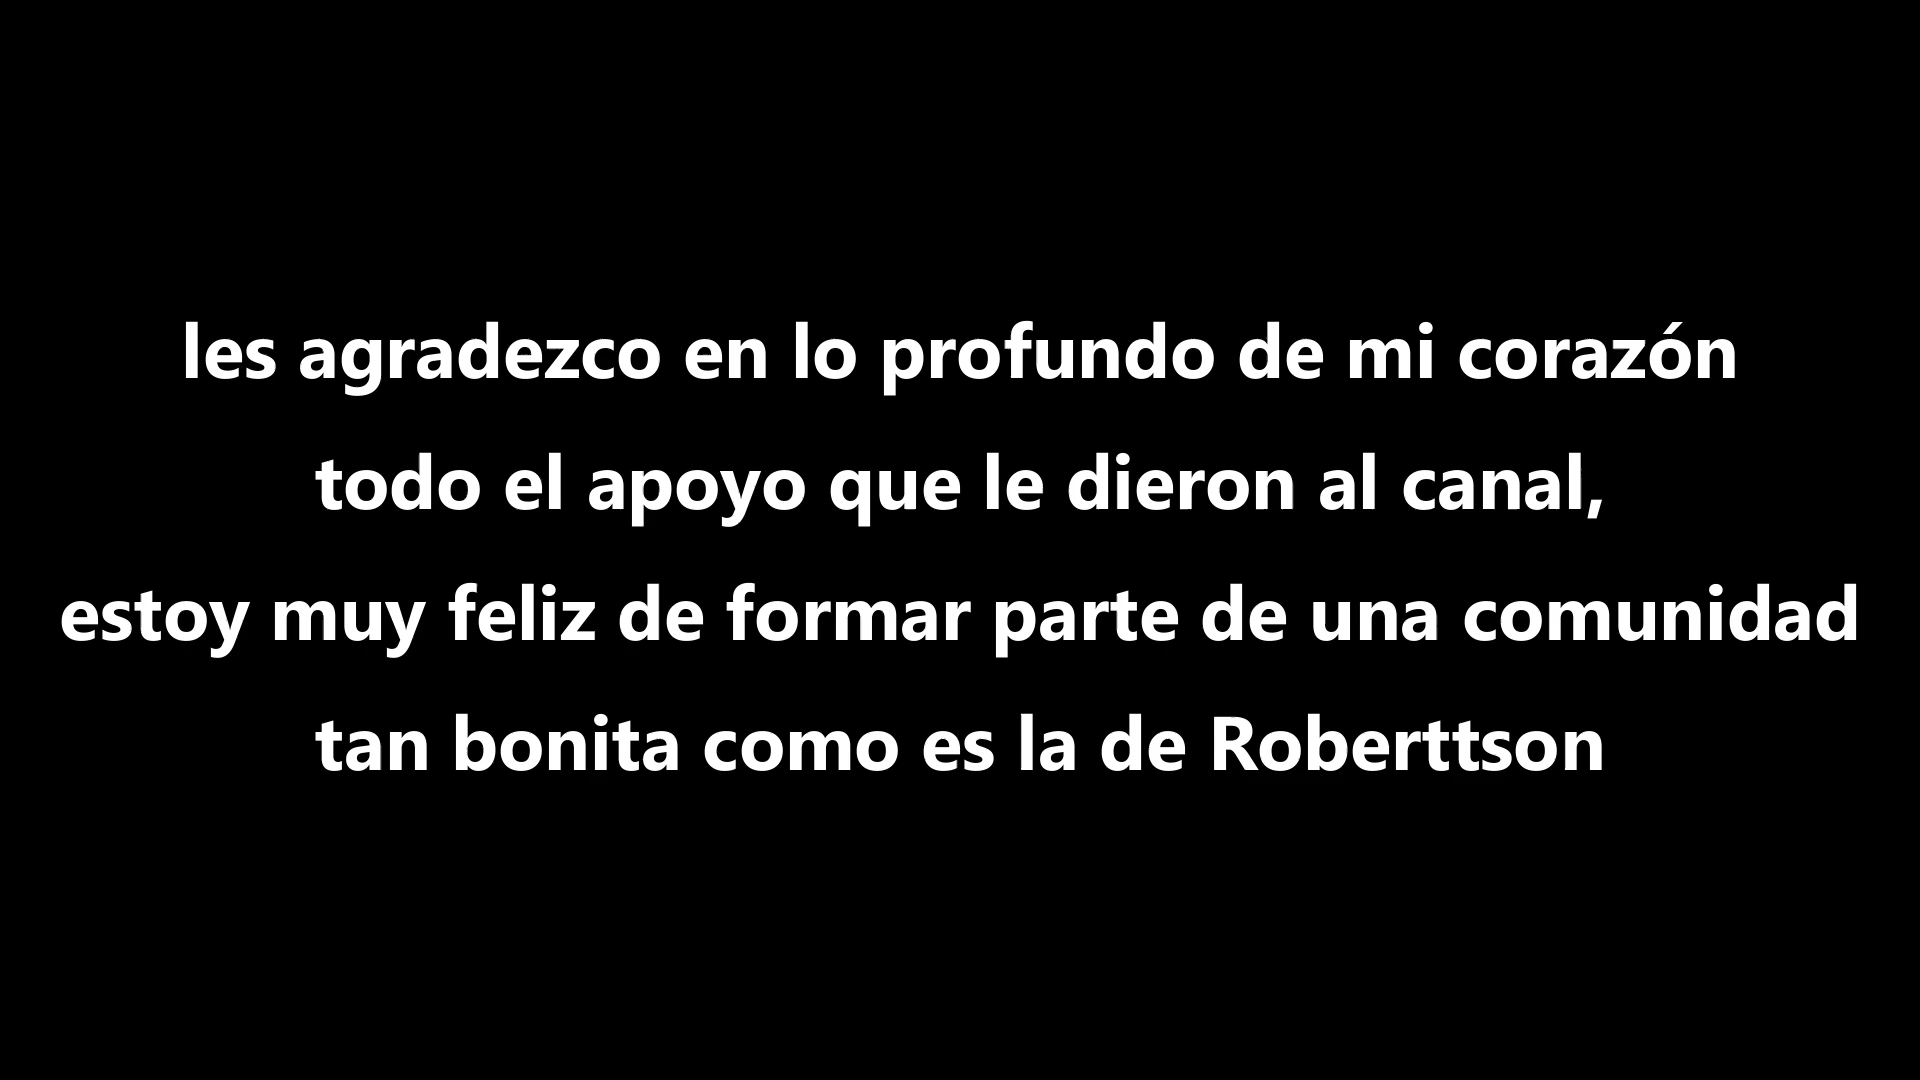 les agradezco en lo profundo de mi corazón
todo el apoyo que le dieron al canal,
estoy muy feliz de formar parte de una comunidad
tan bonita como es la de Roberttson